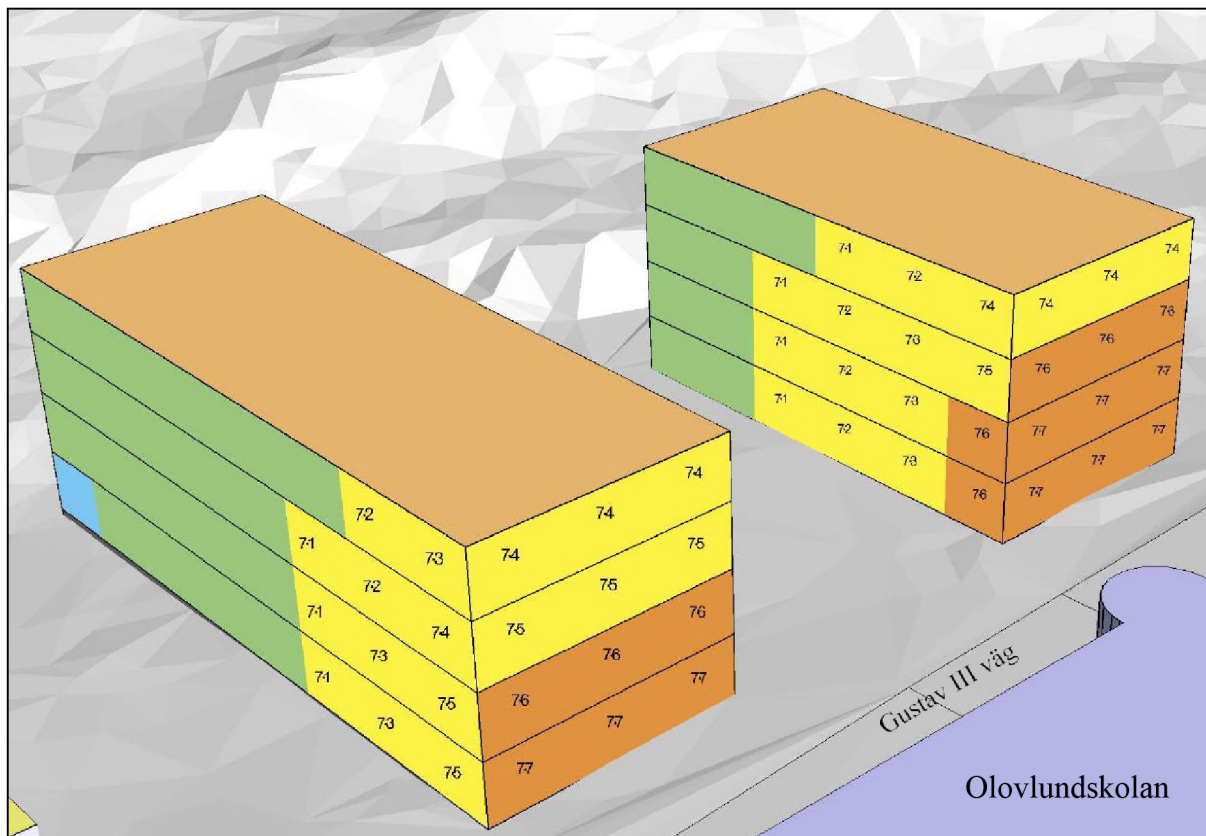 72 73 74 74 74
71 72 74 75 75 75
71 73 75 76 76 76
71 73 75 77 77 77
71 72 74 74 74 74
71 72 73 75 76 76 76
71 72 73 76 77 77 77
71 72 73 76 77 77 77
Gustav III väg
Olovlundskolan